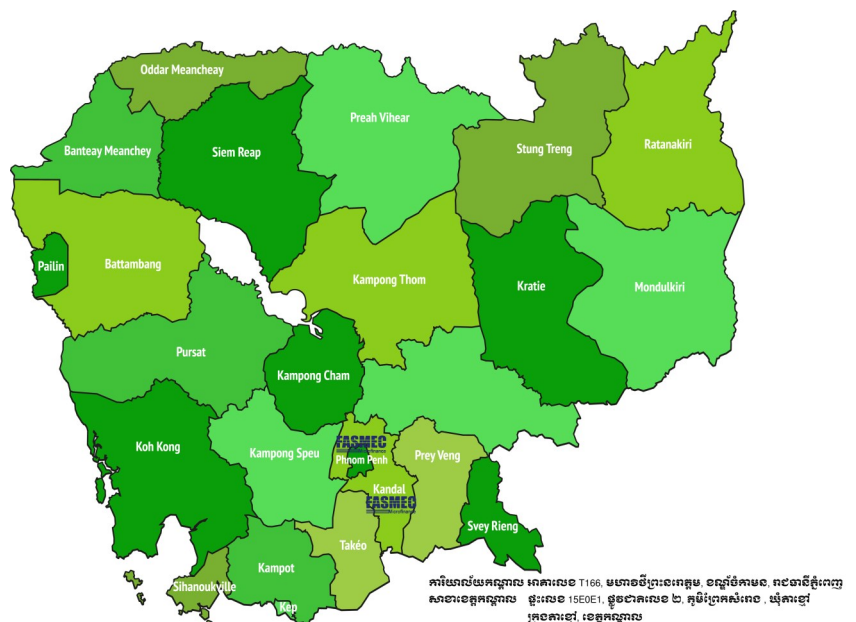 Oddar Meancheay
Preah Vihear
Banteay Meanchey
Siem Reap
Stung Treng
Ratanakiri
Pailin
Battambang
Kampong Thom
Kratie
Mondulkiri
Pursat
Kampong Cham
Koh Kong
Kampong Speu
FASMEC
Phnom Penh
Prey Veng
Kandal
FASMEC
Microfinance
Svey Rieng
Takéo
Kampot
Sihanoukville
Kep
ការិយាល័យកណ្តាល អគារលេខ T166, មហាវិថីព្រះនរោត្តម, ខណ្ឌចំការមន, រាជធានីភ្នំពេញ
សាខាខេត្តកណ្តាល ផ្ទះលេខ 15E0E1, ផ្លូវជាតិលេខ ២, ភូមិព្រែកសំរោង , ឃុំតាខ្មៅ
ក្រុងតាខ្មៅ, ខេត្តកណ្តាល